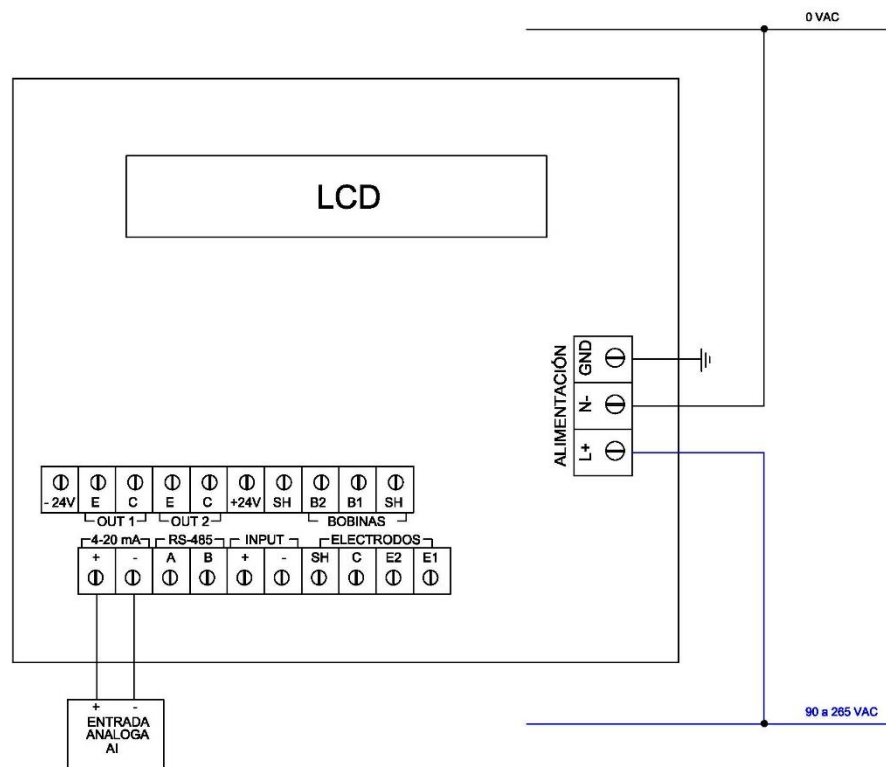 0 VAC
LCD
ALIMENTACIÓN
GND
N-
L+
- 24V E C E C +24V SH B2 B1 SH
OUT 1 OUT 2 BOBINAS
4-20 mA RS-485 INPUT ELECTRODOS
+ - A B + - SH C E2 E1
+ -
ENTRADA
ANALOGA
AI
90 a 265 VAC